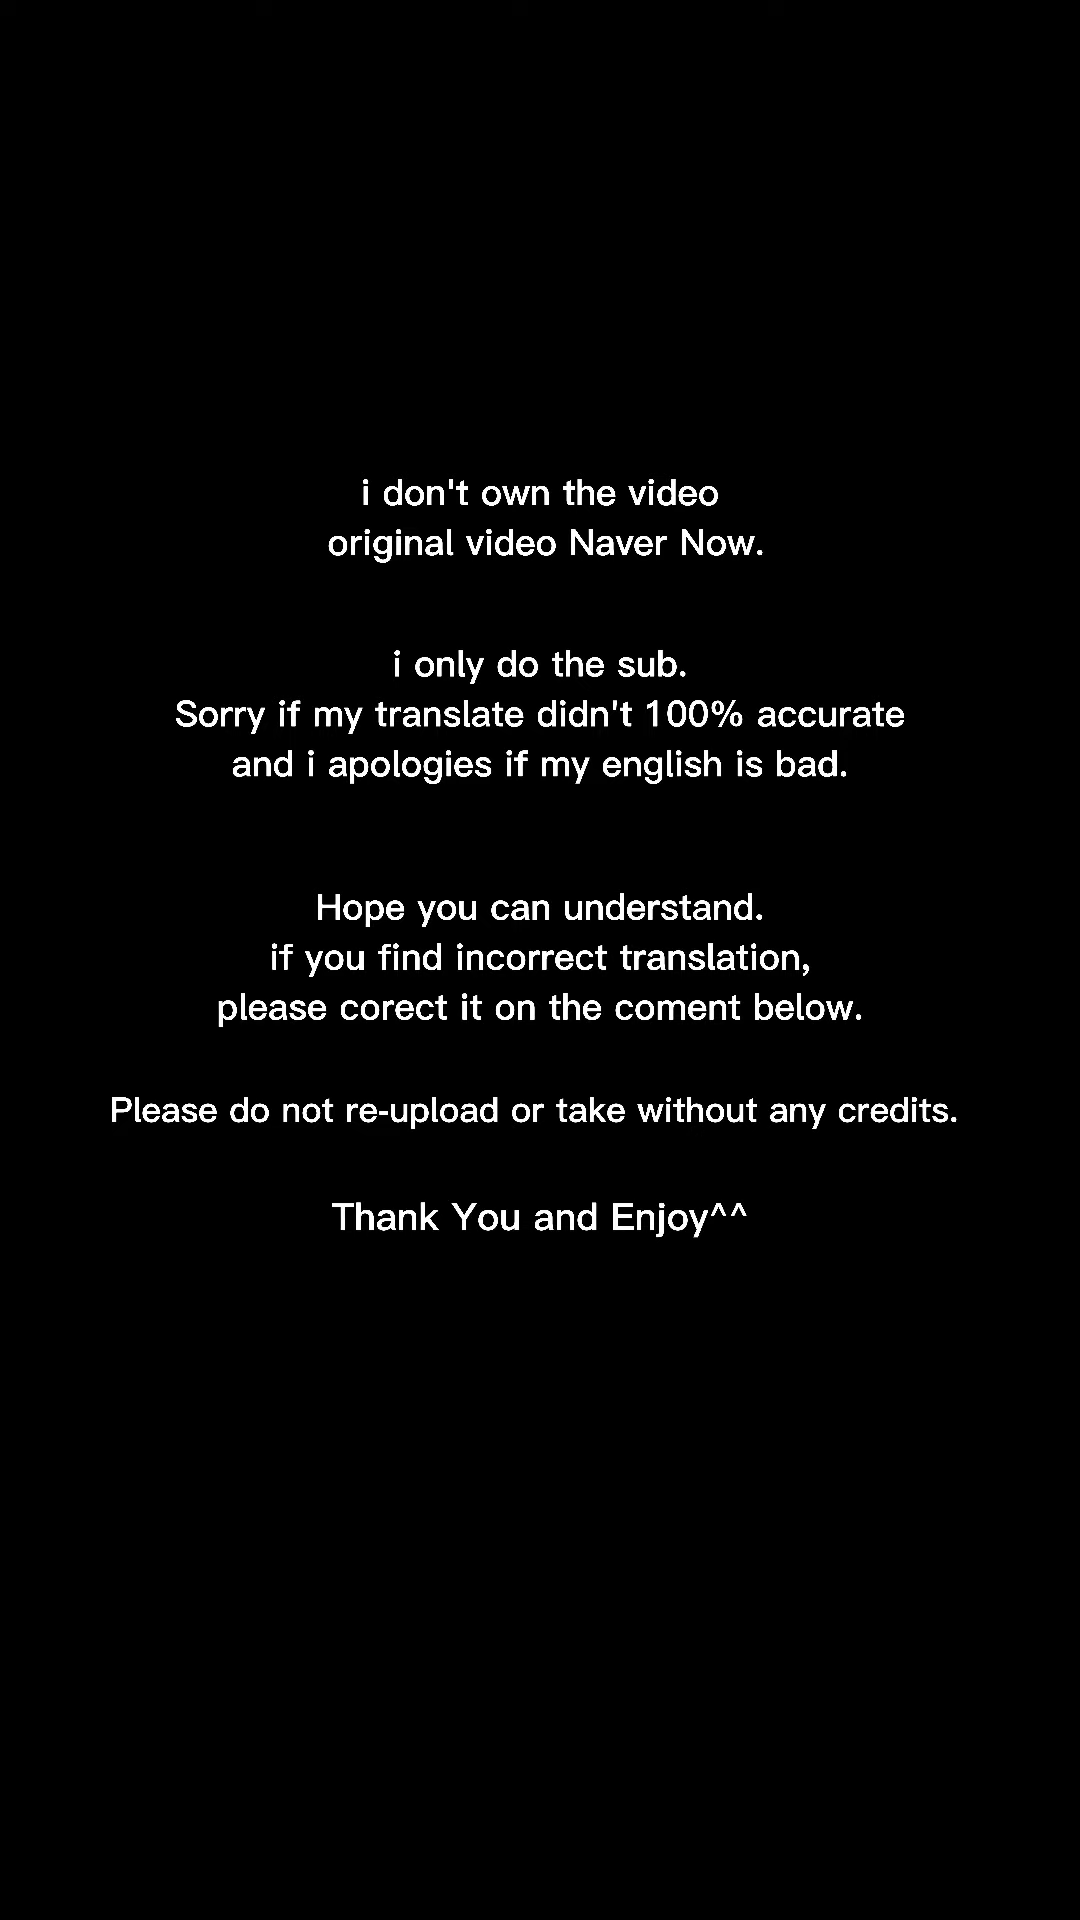 i don't own the video
original video Naver Now.
i only do the sub.
Sorry if my translate didn't 100% accurate
and i apologies if my english is bad.
Hope you can understand.
if you find incorrect translation,
please corect it on the coment below.
Please do not re-upload or take without any credits.
Thank You and Enjoy^^